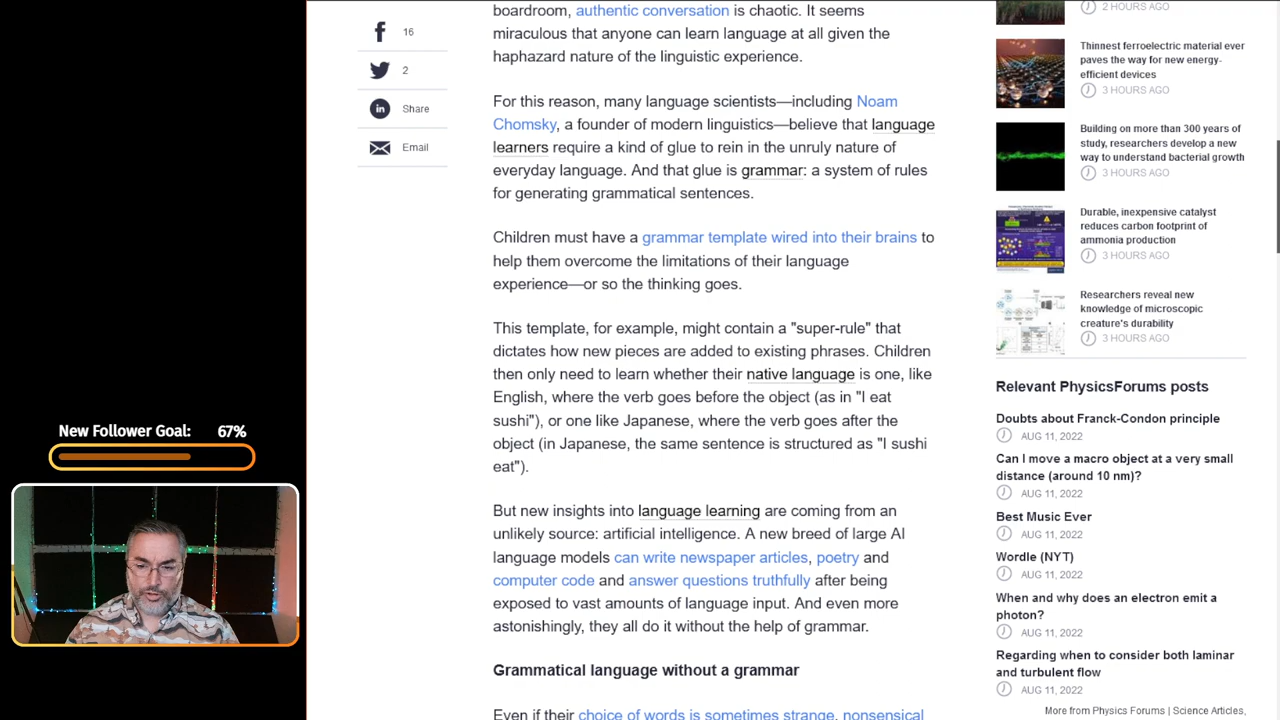 16
2
Share
Email
New Follower Goal: 67%
boardroom, authentic conversation is chaotic. It seems
miraculous that anyone can learn language at all given the
haphazard nature of the linguistic experience.
For this reason, many language scientists—including Noam
Chomsky, a founder of modern linguistics—believe that language
learners require a kind of glue to rein in the unruly nature of
everyday language. And that glue is grammar: a system of rules
for generating grammatical sentences.
Children must have a grammar template wired into their brains to
help them overcome the limitations of their language
experience—or so the thinking goes.
This template, for example, might contain a "super-rule" that
dictates how new pieces are added to existing phrases. Children
then only need to learn whether their native language is one, like
English, where the verb goes before the object (as in "I eat
sushi"), or one like Japanese, where the verb goes after the
object (in Japanese, the same sentence is structured as "I sushi
eat").
But new insights into language learning are coming from an
unlikely source: artificial intelligence. A new breed of large AI
language models can write newspaper articles, poetry and
computer code and answer questions truthfully after being
exposed to vast amounts of language input. And even more
astonishingly, they all do it without the help of grammar.
Grammatical language without a grammar
Even if their choice of words is sometimes strange, nonsensical
2 HOURS AGO
Thinnest ferroelectric material ever
paves the way for new energy-
efficient devices
3 HOURS AGO
Building on more than 300 years of
study, researchers develop a new
way to understand bacterial growth
3 HOURS AGO
Durable, inexpensive catalyst
reduces carbon footprint of
ammonia production
3 HOURS AGO
Researchers reveal new
knowledge of microscopic
creature's durability
3 HOURS AGO
Relevant PhysicsForums posts
Doubts about Franck-Condon principle
AUG 11, 2022
Can I move a macro object at a very small
distance (around 10 nm)?
AUG 11, 2022
Best Music Ever
AUG 11, 2022
Wordle (NYT)
AUG 11, 2022
When and why does an electron emit a
photon?
AUG 11, 2022
Regarding when to consider both laminar
and turbulent flow
AUG 11, 2022
More from Physics Forums | Science Articles,